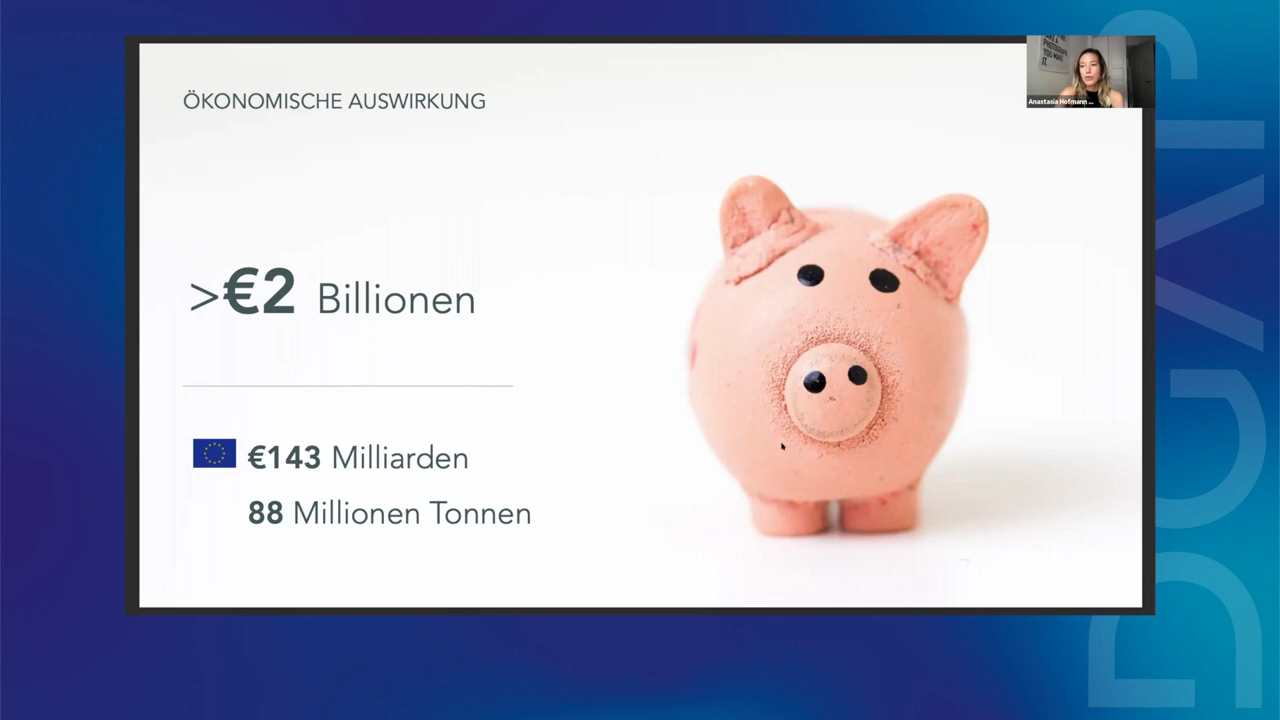 ÖKONOMISCHE AUSWIRKUNG
>€2 Billionen
€143 Milliarden
88 Millionen Tonnen
Anastasia Hofmann ...